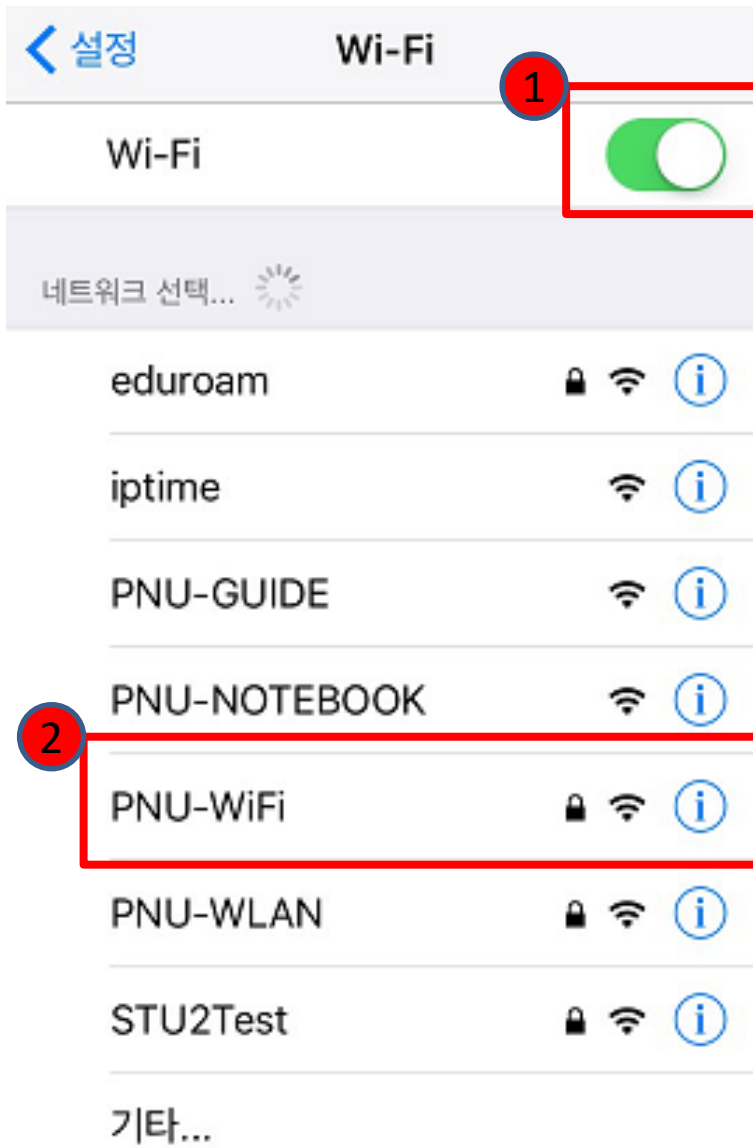 설정 Wi-Fi
1
Wi-Fi
네트워크 선택...
eduroam
iptime
PNU-GUIDE
PNU-NOTEBOOK
2
PNU-WiFi
PNU-WLAN
STU2Test
기타...